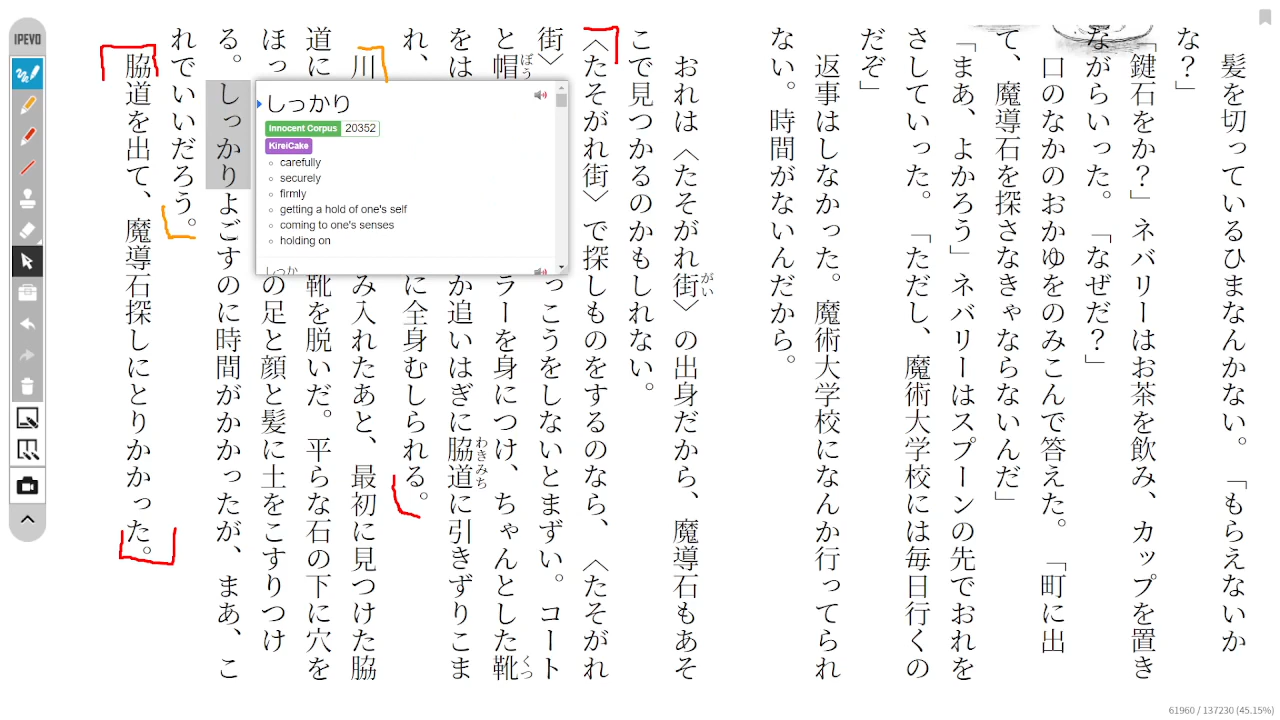 髪を切っているひまなんかない。「もらえないか
な？」
「鍵石をか？」ネバリーはお茶を飲み、カップを置き
ながらいった。「なぜだ？」
口のなかのおかゆをのみこんで答えた。「町に出
て、魔導石を探さなきゃならないんだ」
「まあ、よかろう」ネバリーはスプーンの先でおれを
さしていった。「ただし、魔術大学校には毎日行くの
だぞ」
返事はしなかった。魔術大学校になんか行ってられ
ない。時間がないんだから。
おれは〈たそがれ街〉の出身だから、魔導石もあそ
がい
こで見つかるのかもしれない。
〈たそがれ街〉で探しものをするのなら、〈たそがれ
街〉
っこうをしないとまずい。コート
と帽
ぼう
ラーを身につけ、ちゃんとした靴
くつ
をは
か追いはぎに脇道に引きずりこま
わきみち
れ、
に全身むしられる。
川
み入れたあと、最初に見つけた脇
道に
靴を脱いだ。平らな石の下に穴を
ほっ
の足と顔と髪に土をこすりつけ
る。しっかりよごすのに時間がかかったが、まあ、こ
れでいいだろう。
脇道を出て、魔導石探しにとりかかった。
しっかり
Innocent Corpus 20352
KireiCake
carefully
securely
firmly
getting a hold of one's self
coming to one's senses
holding on
しっか
IPEVO
61960 / 137230 (45.15%)